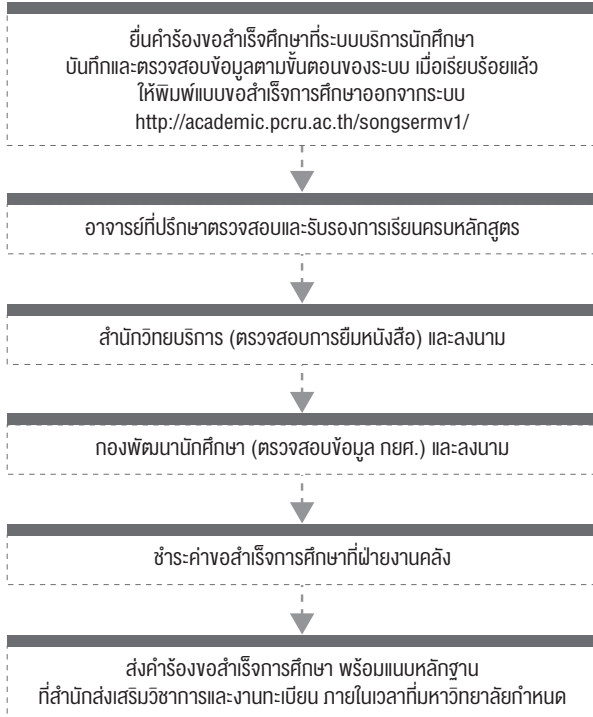 ยื่นคำร้องขอสำเร็จศึกษาที่ระบบบริการนักศึกษา
บันทึกและตรวจสอบข้อมูลตามขั้นตอนของระบบ เมื่อเรียบร้อยแล้ว
ให้พิมพ์แบบขอสำเร็จการศึกษาออกจากระบบ
http://academic.pcru.ac.th/songsermv1/
อาจารย์ที่ปรึกษาตรวจสอบและรับรองการเรียนครบหลักสูตร
สำนักวิทยบริการ (ตรวจสอบการยืมหนังสือ) และลงนาม
กองพัฒนานักศึกษา (ตรวจสอบข้อมูล กยศ.) และลงนาม
ชำระค่าขอสำเร็จการศึกษาที่ฝ่ายงานคลัง
ส่งคำร้องขอสำเร็จการศึกษา พร้อมแนบหลักฐาน
ที่สำนักส่งเสริมวิชาการและงานทะเบียน ภายในเวลาที่มหาวิทยาลัยกำหนด